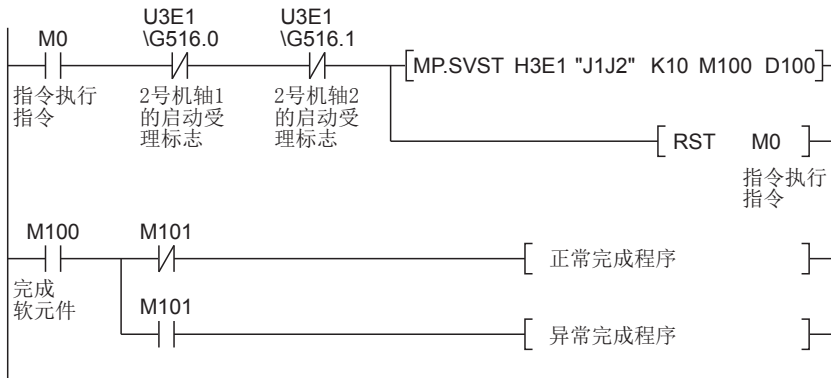 U3E1 U3E1
M0 \G516.0 \G516.1
[MP.SVST H3E1 "J1J2" K10 M100 D100]
指令执行 2号机轴1 2号机轴2
指令 的启动受 的启动受
理标志 理标志
[RST M0]
指令执行
指令
M100 M101
[正常完成程序]
完成
软元件
M101
[异常完成程序]